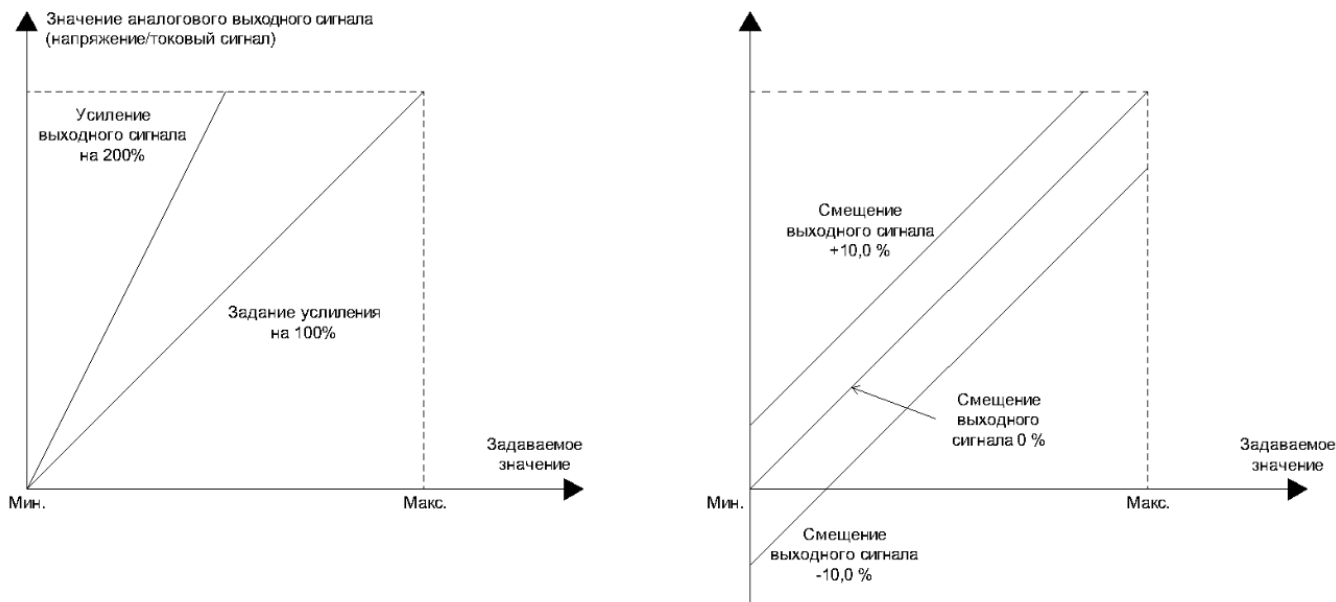 Значение аналогового выходного сигнала
(напряжение/токовый сигнал)
Усиление
выходного сигнала
на 200%
Задание услиления
на 100%
Задаваемое
значение
Мин.
Макс.
Смещение
выходного сигнала
+10,0 %
Смещение
выходного
сигнала 0 %
Задаваемое
значение
Мин.
Макс.
Смещение
выходного сигнала
-10,0 %